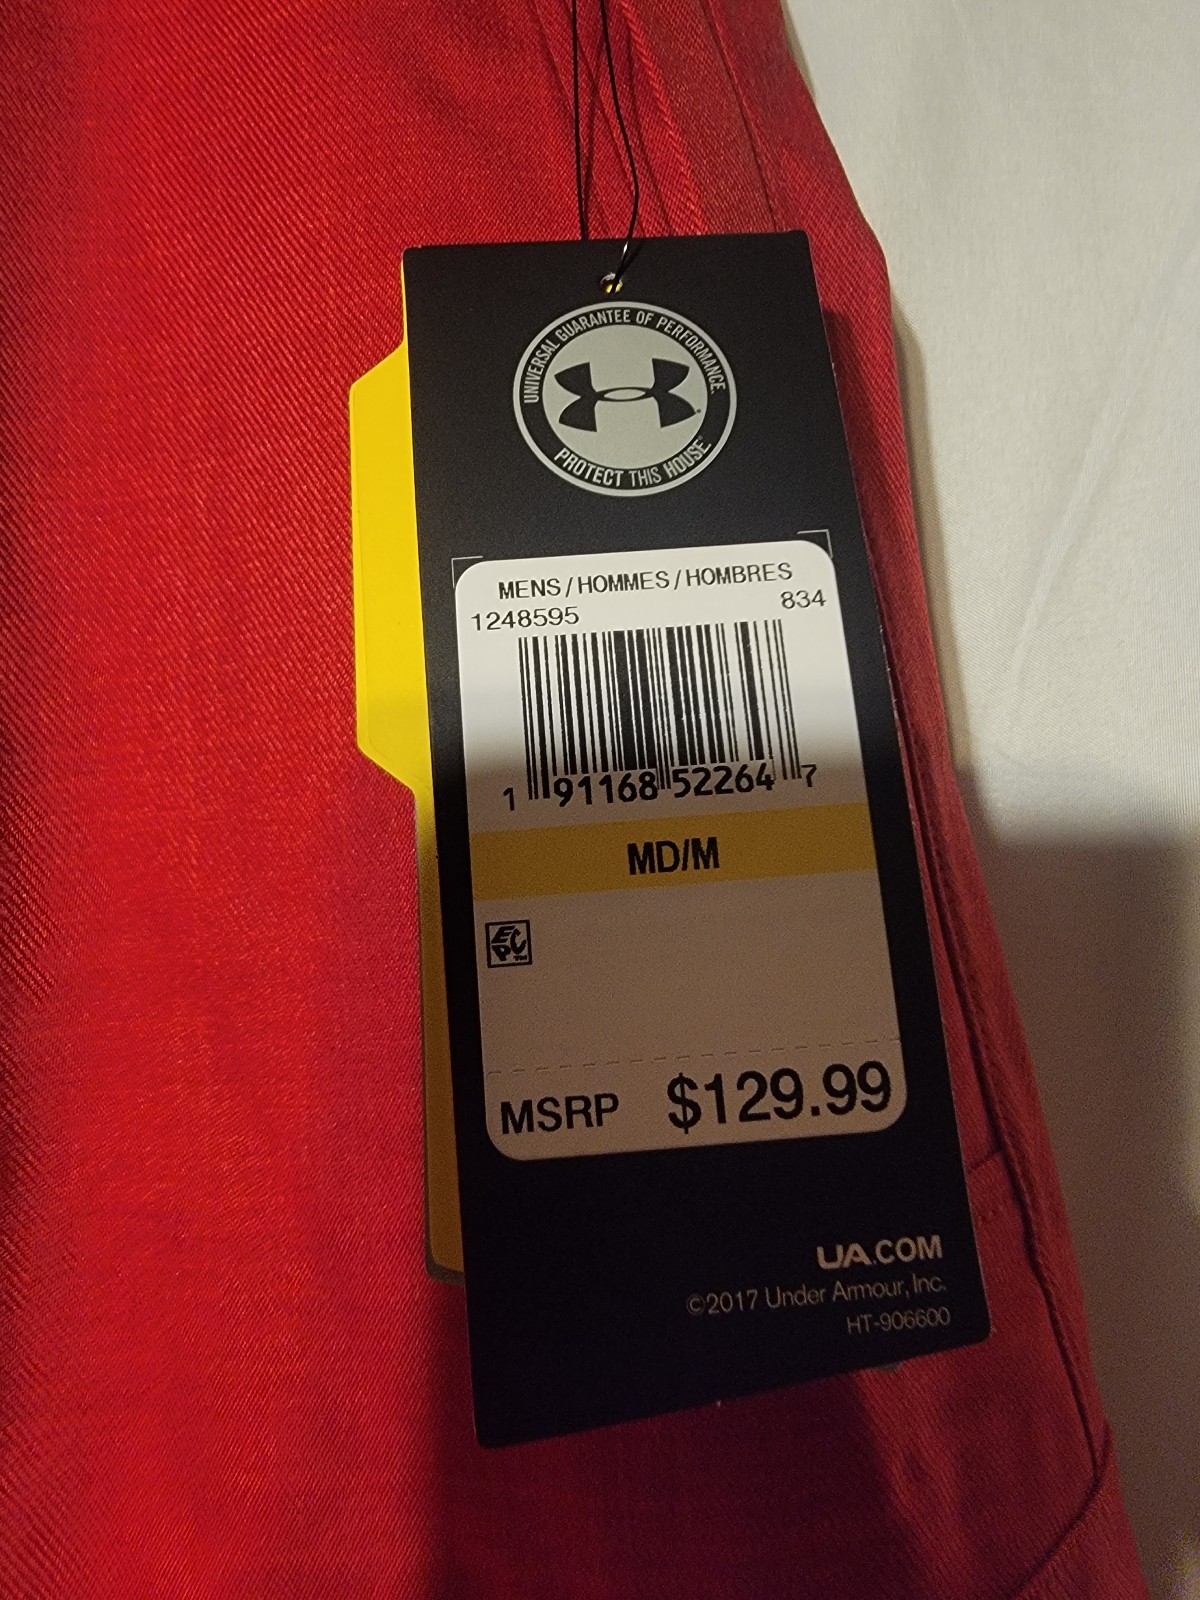 UNIVERSAL GUARANTEE OF PERFORMANCE.
PROTECT THIS HOUSE®
MENS/HOMMES/HOMBRES
1248595 834
1 91168 52264 7
MD/M
EPC™
MSRP $129.99
UA.COM
©2017 Under Armour, Inc.
HT-906600